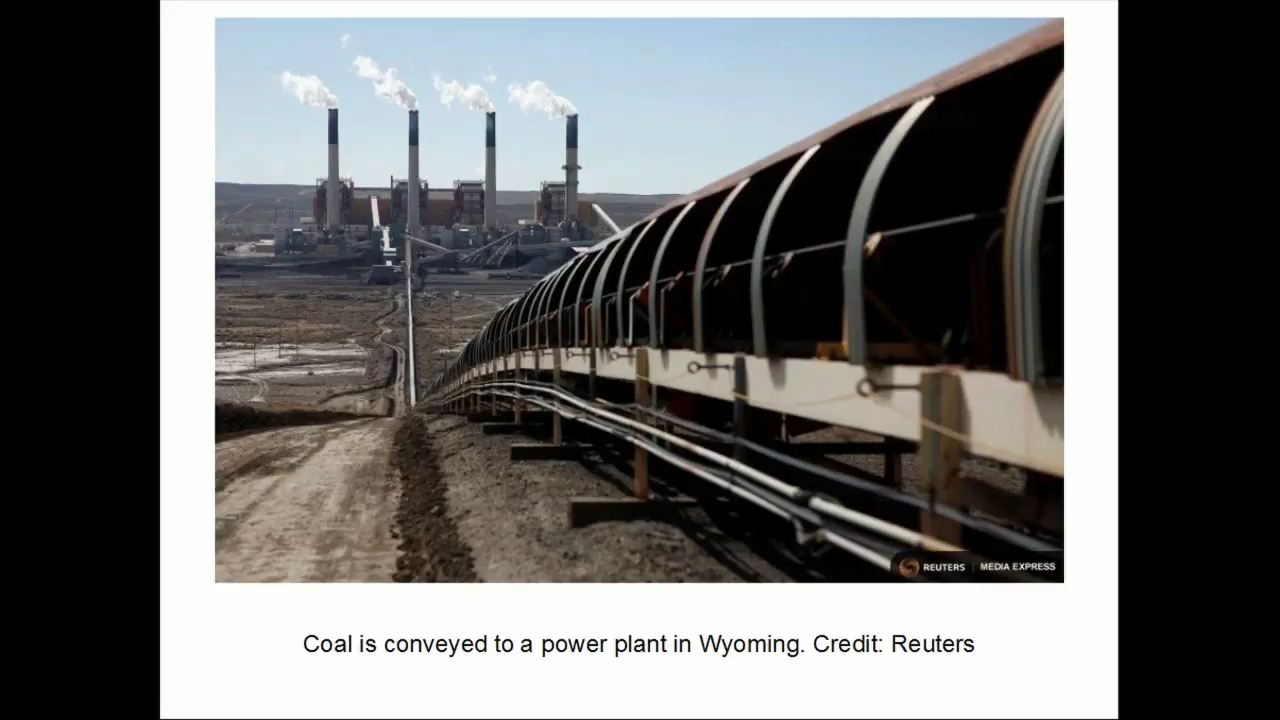 REUTERS | MEDIA EXPRESS
Coal is conveyed to a power plant in Wyoming. Credit: Reuters